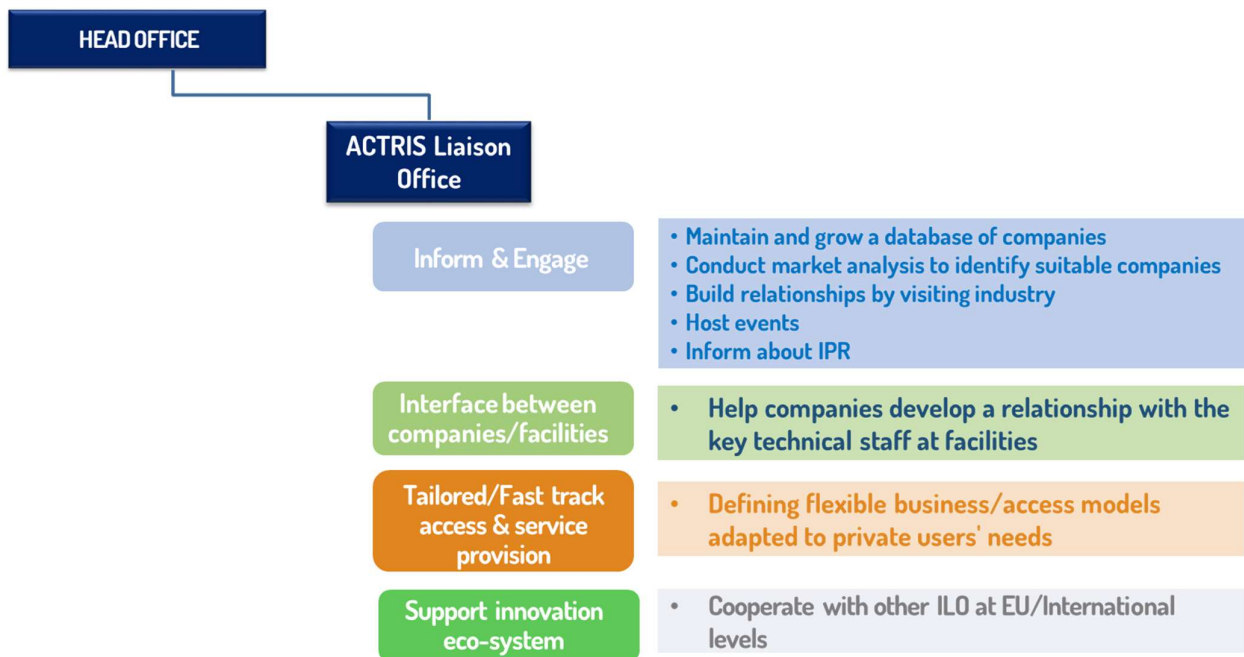 HEAD OFFICE
ACTRIS Liaison
Office
Inform & Engage
• Maintain and grow a database of companies
• Conduct market analysis to identify suitable companies
• Build relationships by visiting industry
• Host events
• Inform about IPR
Interface between
companies/facilities
• Help companies develop a relationship with the
key technical staff at facilities
Tailored/Fast track
access & service
provision
• Defining flexible business/access models
adapted to private users' needs
Support innovation
eco-system
• Cooperate with other ILO at EU/International
levels